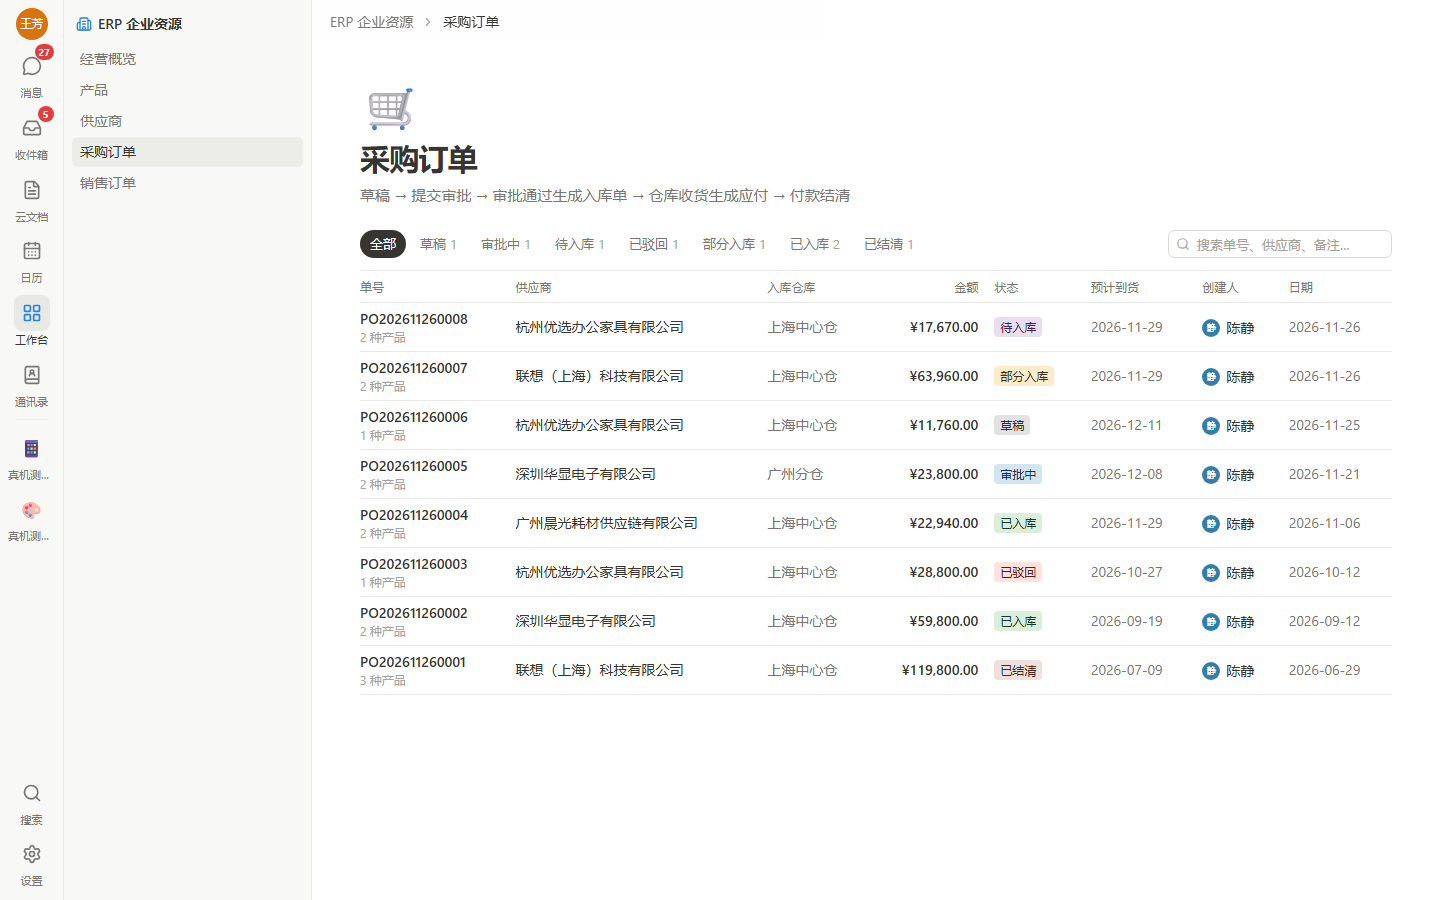 王芳
27
消息
5
收件箱
云文档
日历
工作台
通讯录
真机测...
真机测...
搜索
设置
ERP 企业资源
经营概览
产品
供应商
采购订单
销售订单
ERP 企业资源 > 采购订单
采购订单
草稿 → 提交审批 → 审批通过生成入库单 → 仓库收货生成应付 → 付款结清
全部 草稿 1 审批中 1 待入库 1 已驳回 1 部分入库 1 已入库 2 已结清 1 搜索单号、供应商、备注...
单号 供应商 入库仓库 金额 状态 预计到货 创建人 日期
PO202611260008 杭州优选办公家具有限公司 上海中心仓 ¥17,670.00 待入库 2026-11-29 静 陈静 2026-11-26
2 种产品
PO202611260007 联想（上海）科技有限公司 上海中心仓 ¥63,960.00 部分入库 2026-11-29 静 陈静 2026-11-26
2 种产品
PO202611260006 杭州优选办公家具有限公司 上海中心仓 ¥11,760.00 草稿 2026-12-11 静 陈静 2026-11-25
1 种产品
PO202611260005 深圳华显电子有限公司 广州分仓 ¥23,800.00 审批中 2026-12-08 静 陈静 2026-11-21
2 种产品
PO202611260004 广州晨光耗材供应链有限公司 上海中心仓 ¥22,940.00 已入库 2026-11-29 静 陈静 2026-11-06
2 种产品
PO202611260003 杭州优选办公家具有限公司 上海中心仓 ¥28,800.00 已驳回 2026-10-27 静 陈静 2026-10-12
1 种产品
PO202611260002 深圳华显电子有限公司 上海中心仓 ¥59,800.00 已入库 2026-09-19 静 陈静 2026-09-12
2 种产品
PO202611260001 联想（上海）科技有限公司 上海中心仓 ¥119,800.00 已结清 2026-07-09 静 陈静 2026-06-29
3 种产品